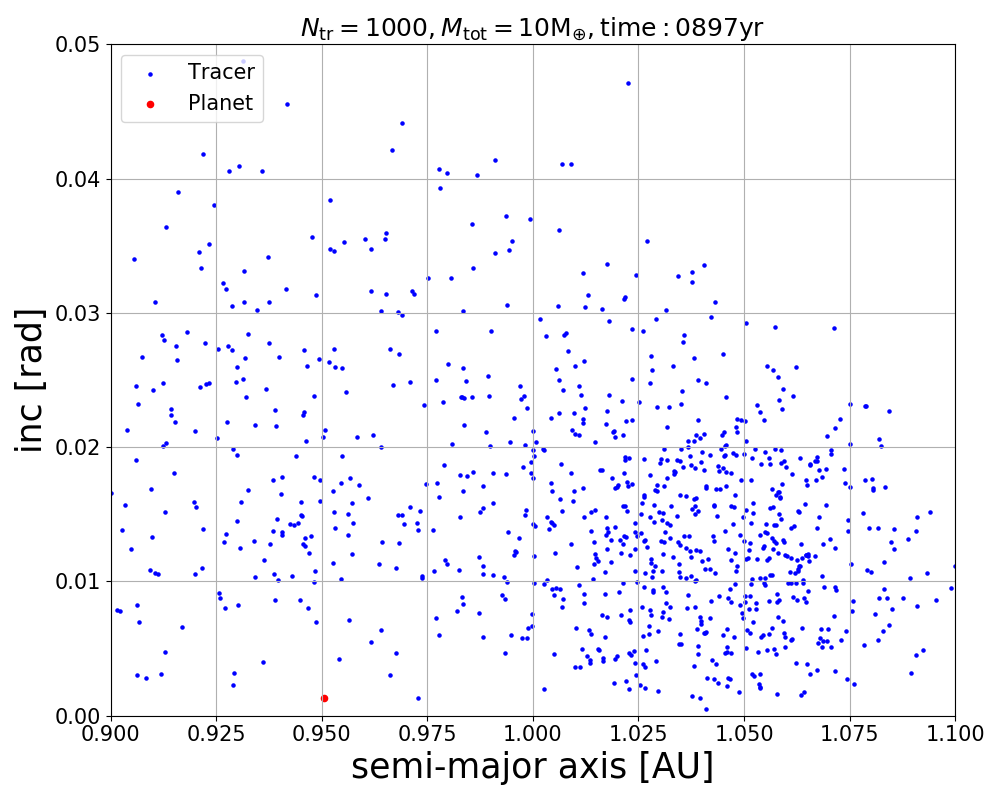 N_tr = 1000, M_tot = 10M_⊕, time : 0897yr
0.05
Tracer
Planet
0.04
0.03
0.02
0.01
0.00
inc [rad]
0.900 0.925 0.950 0.975 1.000 1.025 1.050 1.075 1.100
semi-major axis [AU]